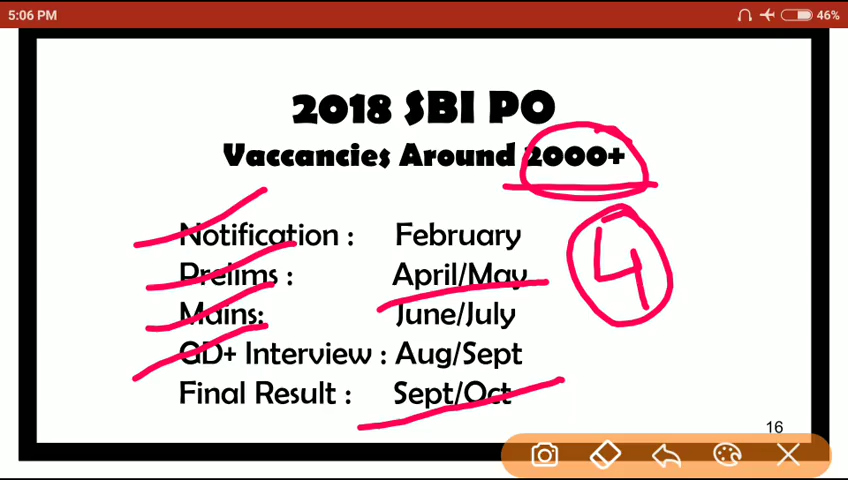 5:06 PM
46%
2018 SBI PO
Vaccancies Around 2000+
Notification : February
4
Prelims : April/May
Mains: June/July
GD+ Interview : Aug/Sept
Final Result : Sept/Oct
16